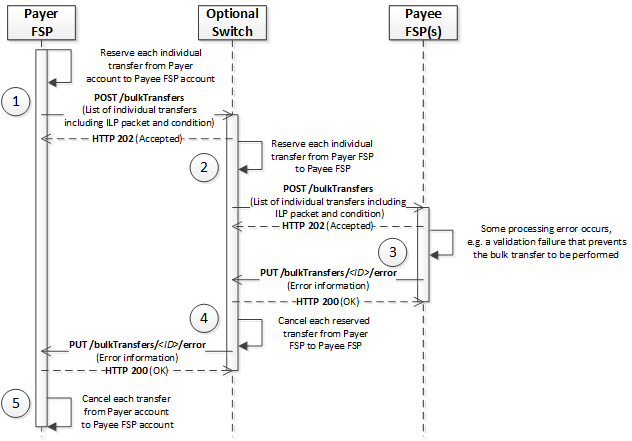 Payer
FSP
Optional
Switch
Payee
FSP(s)
Reserve each individual
transfer from Payer
account to Payee FSP account
1
POST /bulkTransfers
(List of individual transfers
including ILP packet and condition)
HTTP 202 (Accepted)
2
Reserve each individual
transfer from Payer FSP
to Payee FSP
POST /bulkTransfers
(List of individual transfers including
ILP packet and condition)
HTTP 202 (Accepted)
3
Some processing error occurs,
e.g. a validation failure that prevents
the bulk transfer to be performed
PUT /bulkTransfers/<ID>/error
(Error information)
HTTP 200 (OK)
4
Cancel each reserved
transfer from Payer
FSP to Payee FSP
PUT /bulkTransfers/<ID>/error
(Error information)
HTTP 200 (OK)
5
Cancel each transfer
from Payer account
to Payee FSP account